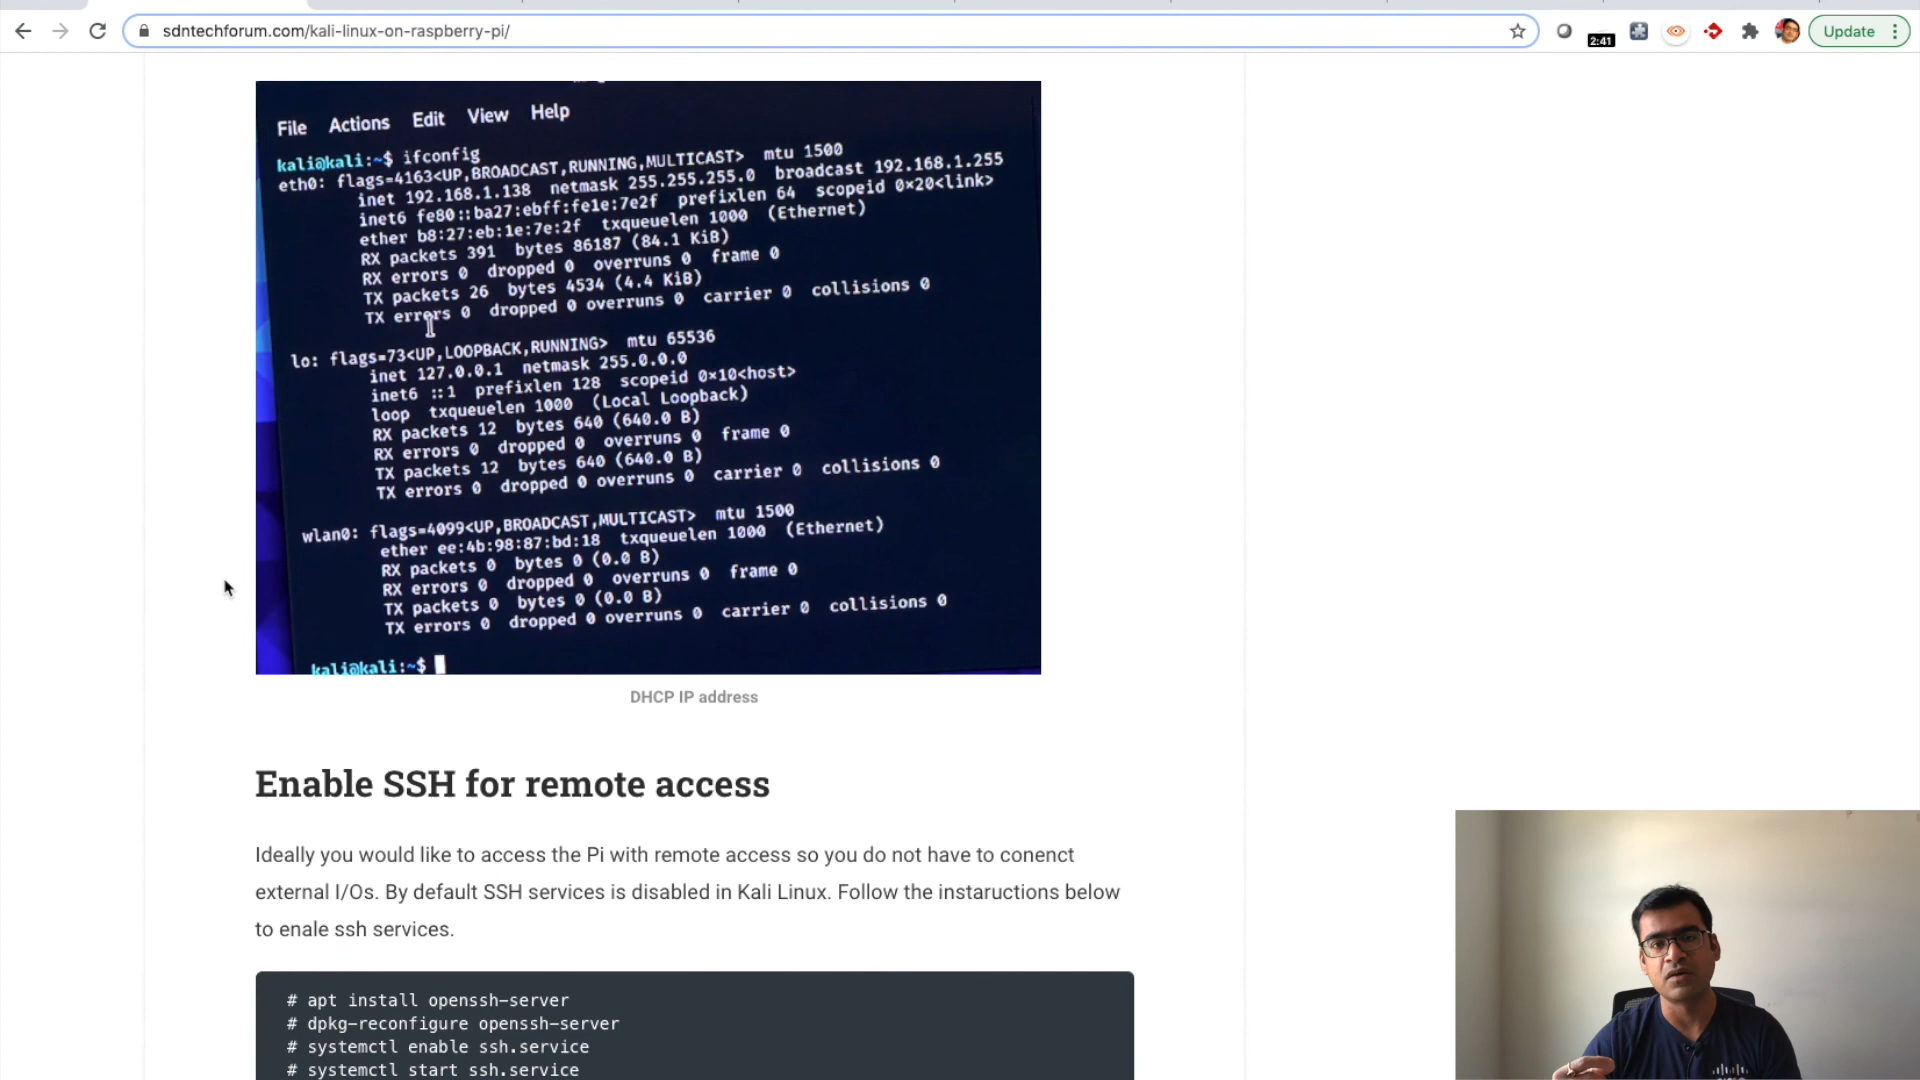 sdntechforum.com/kali-linux-on-raspberry-pi/
2:41
Update
File Actions Edit View Help
kali@kali:~$ ifconfig
eth0: flags=4163<UP,BROADCAST,RUNNING,MULTICAST> mtu 1500
inet 192.168.1.138 netmask 255.255.255.0 broadcast 192.168.1.255
inet6 fe80::ba27:ebff:fe1e:7e2f prefixlen 64 scopeid 0×20<link>
ether b8:27:eb:1e:7e:2f txqueuelen 1000 (Ethernet)
RX packets 391 bytes 86187 (84.1 KiB)
RX errors 0 dropped 0 overruns 0 frame 0
TX packets 26 bytes 4534 (4.4 KiB)
TX errors 0 dropped 0 overruns 0 carrier 0 collisions 0
lo: flags=73<UP,LOOPBACK,RUNNING> mtu 65536
inet 127.0.0.1 netmask 255.0.0.0
inet6 ::1 prefixlen 128 scopeid 0×10<host>
loop txqueuelen 1000 (Local Loopback)
RX packets 12 bytes 640 (640.0 B)
RX errors 0 dropped 0 overruns 0 frame 0
TX packets 12 bytes 640 (640.0 B)
TX errors 0 dropped 0 overruns 0 carrier 0 collisions 0
wlan0: flags=4099<UP,BROADCAST,MULTICAST> mtu 1500
ether ee:4b:98:87:bd:18 txqueuelen 1000 (Ethernet)
RX packets 0 bytes 0 (0.0 B)
RX errors 0 dropped 0 overruns 0 frame 0
TX packets 0 bytes 0 (0.0 B)
TX errors 0 dropped 0 overruns 0 carrier 0 collisions 0
kali@kali:~$
DHCP IP address
Enable SSH for remote access
Ideally you would like to access the Pi with remote access so you do not have to conenct
external I/Os. By default SSH services is disabled in Kali Linux. Follow the instaructions below
to enale ssh services.
# apt install openssh-server
# dpkg-reconfigure openssh-server
# systemctl enable ssh.service
# systemctl start ssh.service